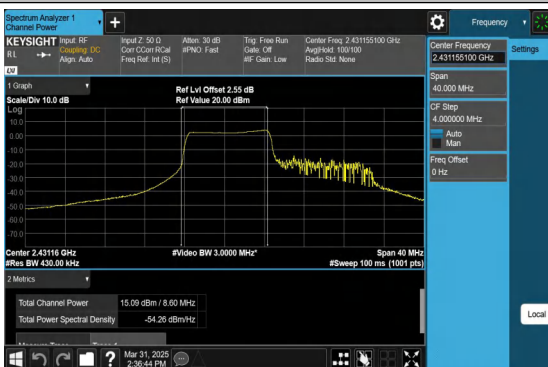 Spectrum Analyzer 1
Channel Power
Frequency
KEYSIGHT
Input: RF
Coupling: DC
Align: Auto
Input Z: 50 Ω
Corr CCorr RCal
Freq Ref: Int (S)
Atten: 30 dB
#PNO: Fast
Trig: Free Run
Gate: Off
#IF Gain: Low
Center Freq: 2.431155100 GHz
Avg|Hold: 100/100
Radio Std: None
RL
LXI
1 Graph
Scale/Div 10.0 dB
Ref Lvl Offset 2.55 dB
Ref Value 20.00 dBm
Log
10.0
0.00
-10.0
-20.0
-30.0
-40.0
-50.0
-60.0
-70.0
Center 2.43116 GHz
#Res BW 430.00 kHz
#Video BW 3.0000 MHz*
Span 40 MHz
#Sweep 100 ms (1001 pts)
2 Metrics
Total Channel Power 15.09 dBm / 8.60 MHz
Total Power Spectral Density -54.26 dBm/Hz
Mar 31, 2025
2:36:44 PM
Center Frequency
2.431155100 GHz
Settings
Span
40.000 MHz
CF Step
4.000000 MHz
Auto
Man
Freq Offset
0 Hz
Local